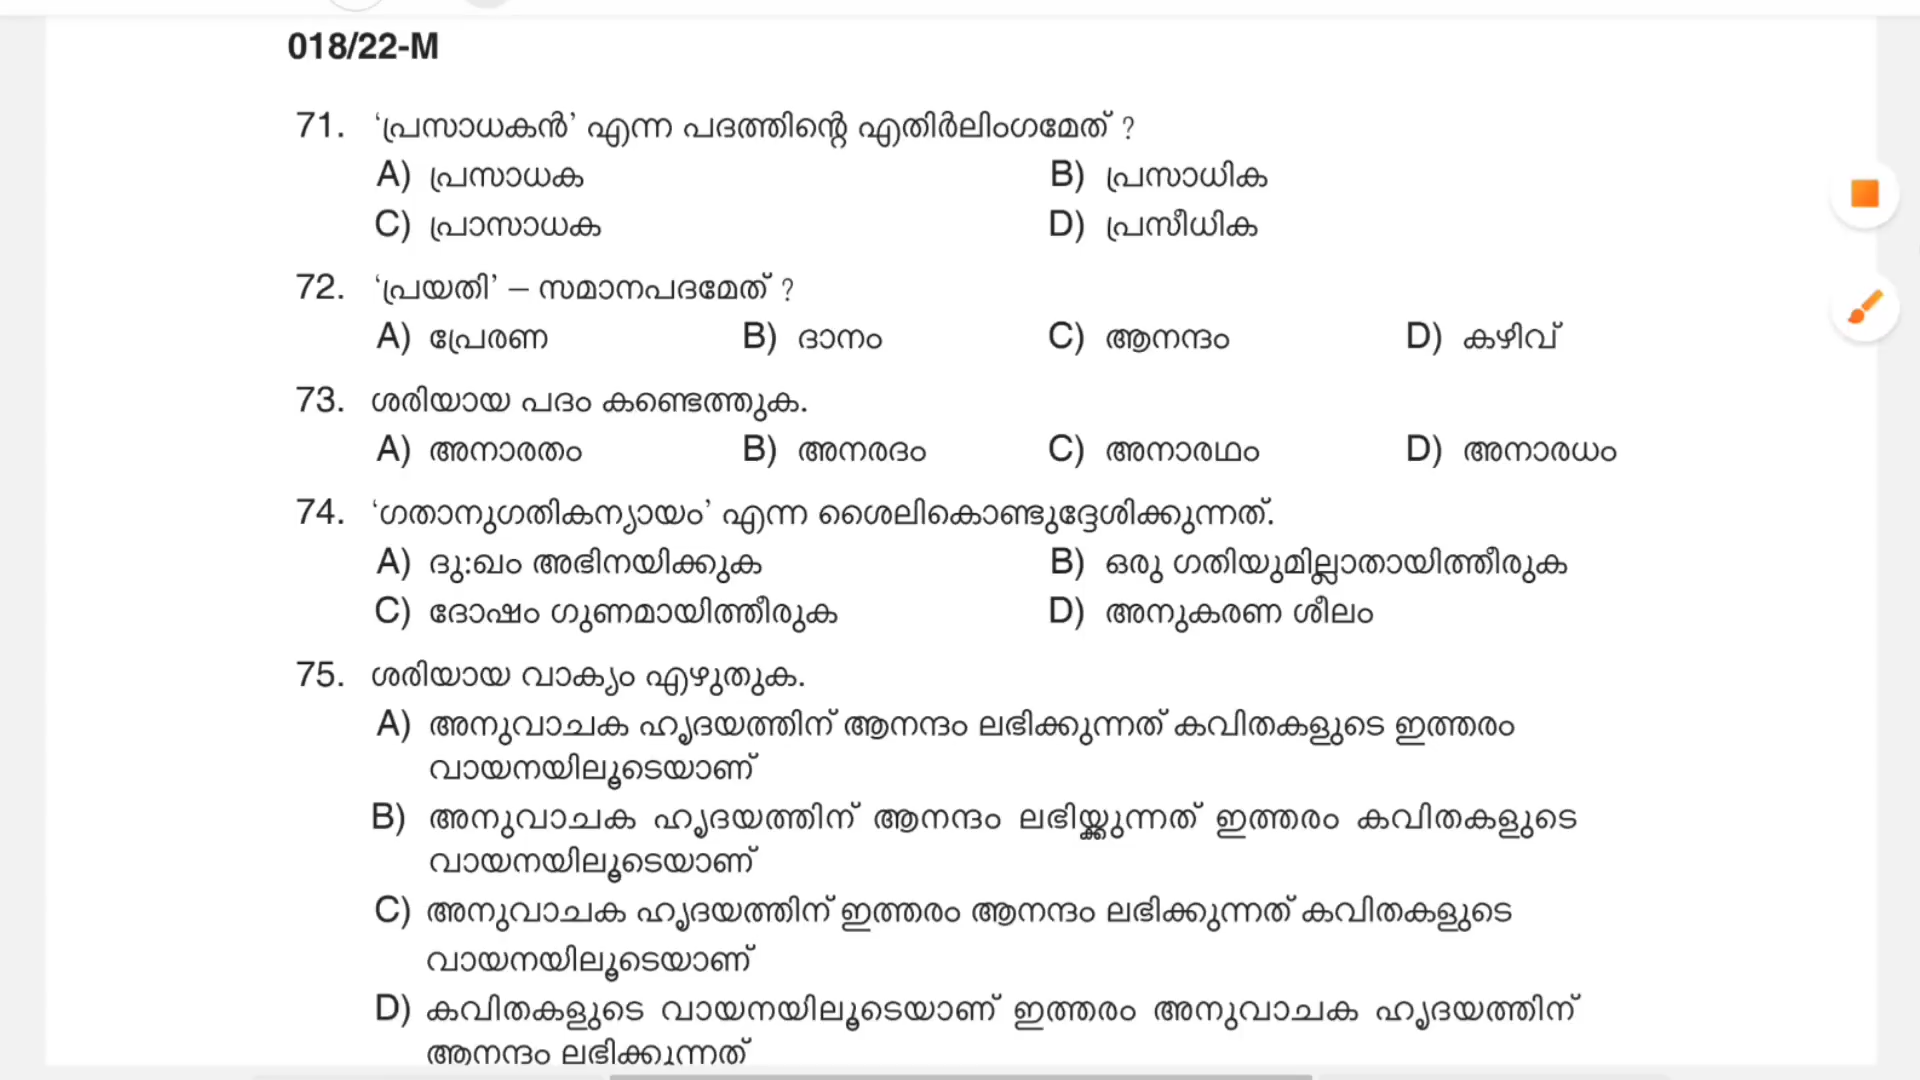 018/22-M
71. ‘പ്രസാധകൻ’ എന്ന പദത്തിന്റെ എതിർലിംഗമേത് ?
A) പ്രസാധക B) പ്രസാധിക
C) പ്രാസാധക D) പ്രസീധിക
72. ‘പ്രയതി’ – സമാനപദമേത് ?
A) പ്രേരണ B) ദാനം C) ആനന്ദം D) കഴിവ്
73. ശരിയായ പദം കണ്ടെത്തുക.
A) അനാരതം B) അനരദം C) അനാരഥം D) അനാരധം
74. ‘ഗതാനുഗതികന്യായം’ എന്ന ശൈലികൊണ്ടുദ്ദേശിക്കുന്നത്.
A) ദു:ഖം അഭിനയിക്കുക B) ഒരു ഗതിയുമില്ലാതായിത്തീരുക
C) ദോഷം ഗുണമായിത്തീരുക D) അനുകരണ ശീലം
75. ശരിയായ വാക്യം എഴുതുക.
A) അനുവാചക ഹൃദയത്തിന് ആനന്ദം ലഭിക്കുന്നത് കവിതകളുടെ ഇത്തരം
വായനയിലൂടെയാണ്
B) അനുവാചക ഹൃദയത്തിന് ആനന്ദം ലഭിയ്ക്കുന്നത് ഇത്തരം കവിതകളുടെ
വായനയിലൂടെയാണ്
C) അനുവാചക ഹൃദയത്തിന് ഇത്തരം ആനന്ദം ലഭിക്കുന്നത് കവിതകളുടെ
വായനയിലൂടെയാണ്
D) കവിതകളുടെ വായനയിലൂടെയാണ് ഇത്തരം അനുവാചക ഹൃദയത്തിന്
ആനന്ദം ലഭിക്കുന്നത്